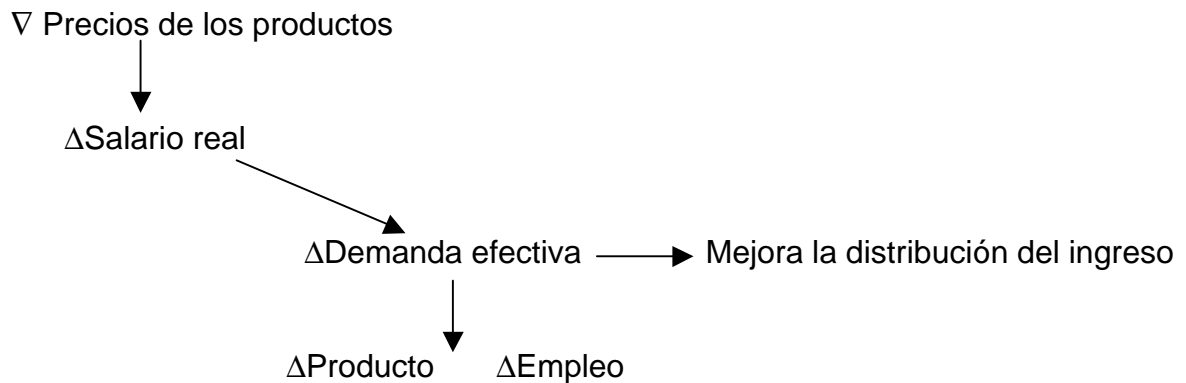 ∇ Precios de los productos
∆Salario real
∆Demanda efectiva Mejora la distribución del ingreso
∆Producto ∆Empleo